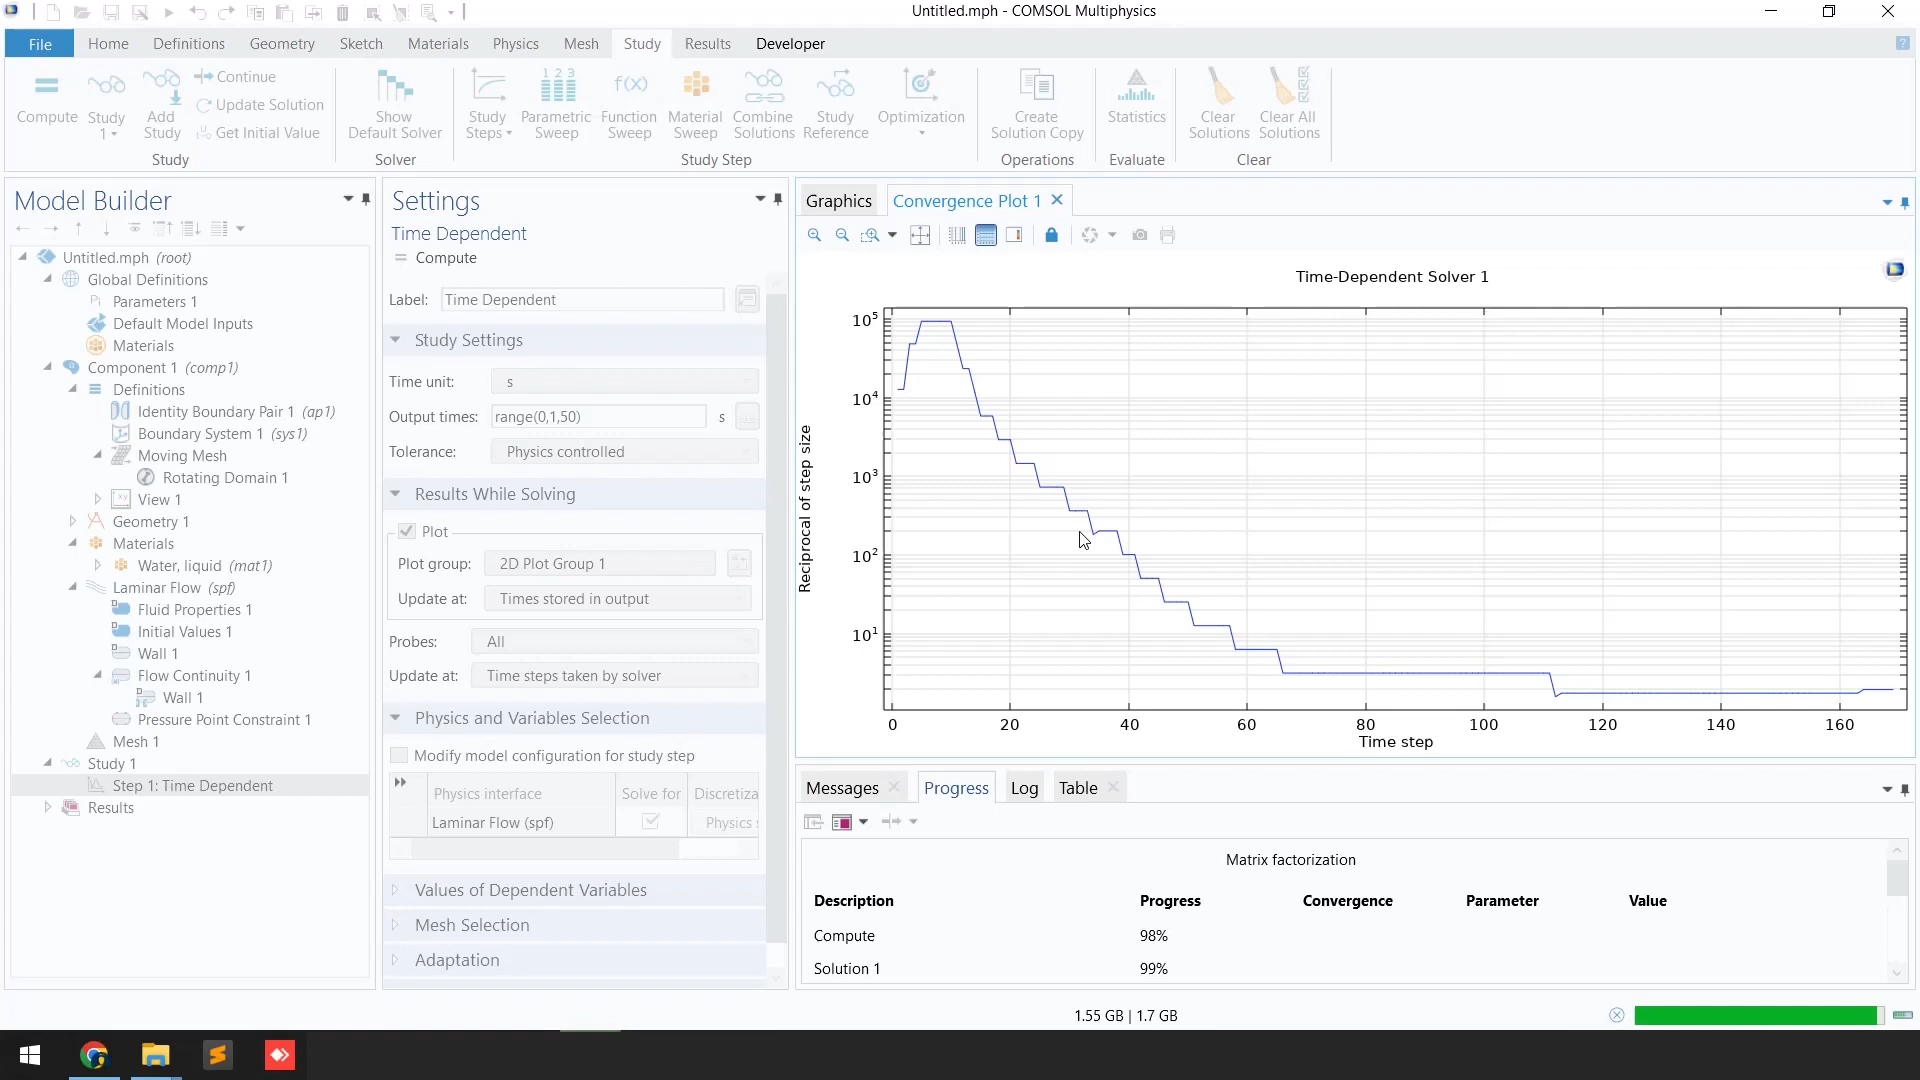 Untitled.mph - COMSOL Multiphysics
File Home Definitions Geometry Sketch Materials Physics Mesh Study Results Developer
Compute
Study 1
Add Study
Continue
Update Solution
Get Initial Value
Study
Show Default Solver
Solver
Study Steps
Parametric Sweep
Function Sweep
Material Sweep
Combine Solutions
Study Reference
Optimization
Study Step
Create Solution Copy
Operations
Statistics
Evaluate
Clear Solutions
Clear All Solutions
Clear
Model Builder
Untitled.mph (root)
Global Definitions
Parameters 1
Default Model Inputs
Materials
Component 1 (comp1)
Definitions
Identity Boundary Pair 1 (ap1)
Boundary System 1 (sys1)
Moving Mesh
Rotating Domain 1
View 1
Geometry 1
Materials
Water, liquid (mat1)
Laminar Flow (spf)
Fluid Properties 1
Initial Values 1
Wall 1
Flow Continuity 1
Wall 1
Pressure Point Constraint 1
Mesh 1
Study 1
Step 1: Time Dependent
Results
Settings
Time Dependent
Compute
Label: Time Dependent
Study Settings
Time unit: s
Output times: range(0,1,50) s
Tolerance: Physics controlled
Results While Solving
Plot
Plot group: 2D Plot Group 1
Update at: Times stored in output
Probes: All
Update at: Time steps taken by solver
Physics and Variables Selection
Modify model configuration for study step
Physics interface Solve for Discretiza
Laminar Flow (spf) Physics s
Values of Dependent Variables
Mesh Selection
Adaptation
Graphics Convergence Plot 1
Time-Dependent Solver 1
10⁵
10⁴
10³
10²
10¹
Reciprocal of step size
0 20 40 60 80 100 120 140 160
Time step
Messages Progress Log Table
Matrix factorization
Description Progress Convergence Parameter Value
Compute 98%
Solution 1 99%
1.55 GB | 1.7 GB